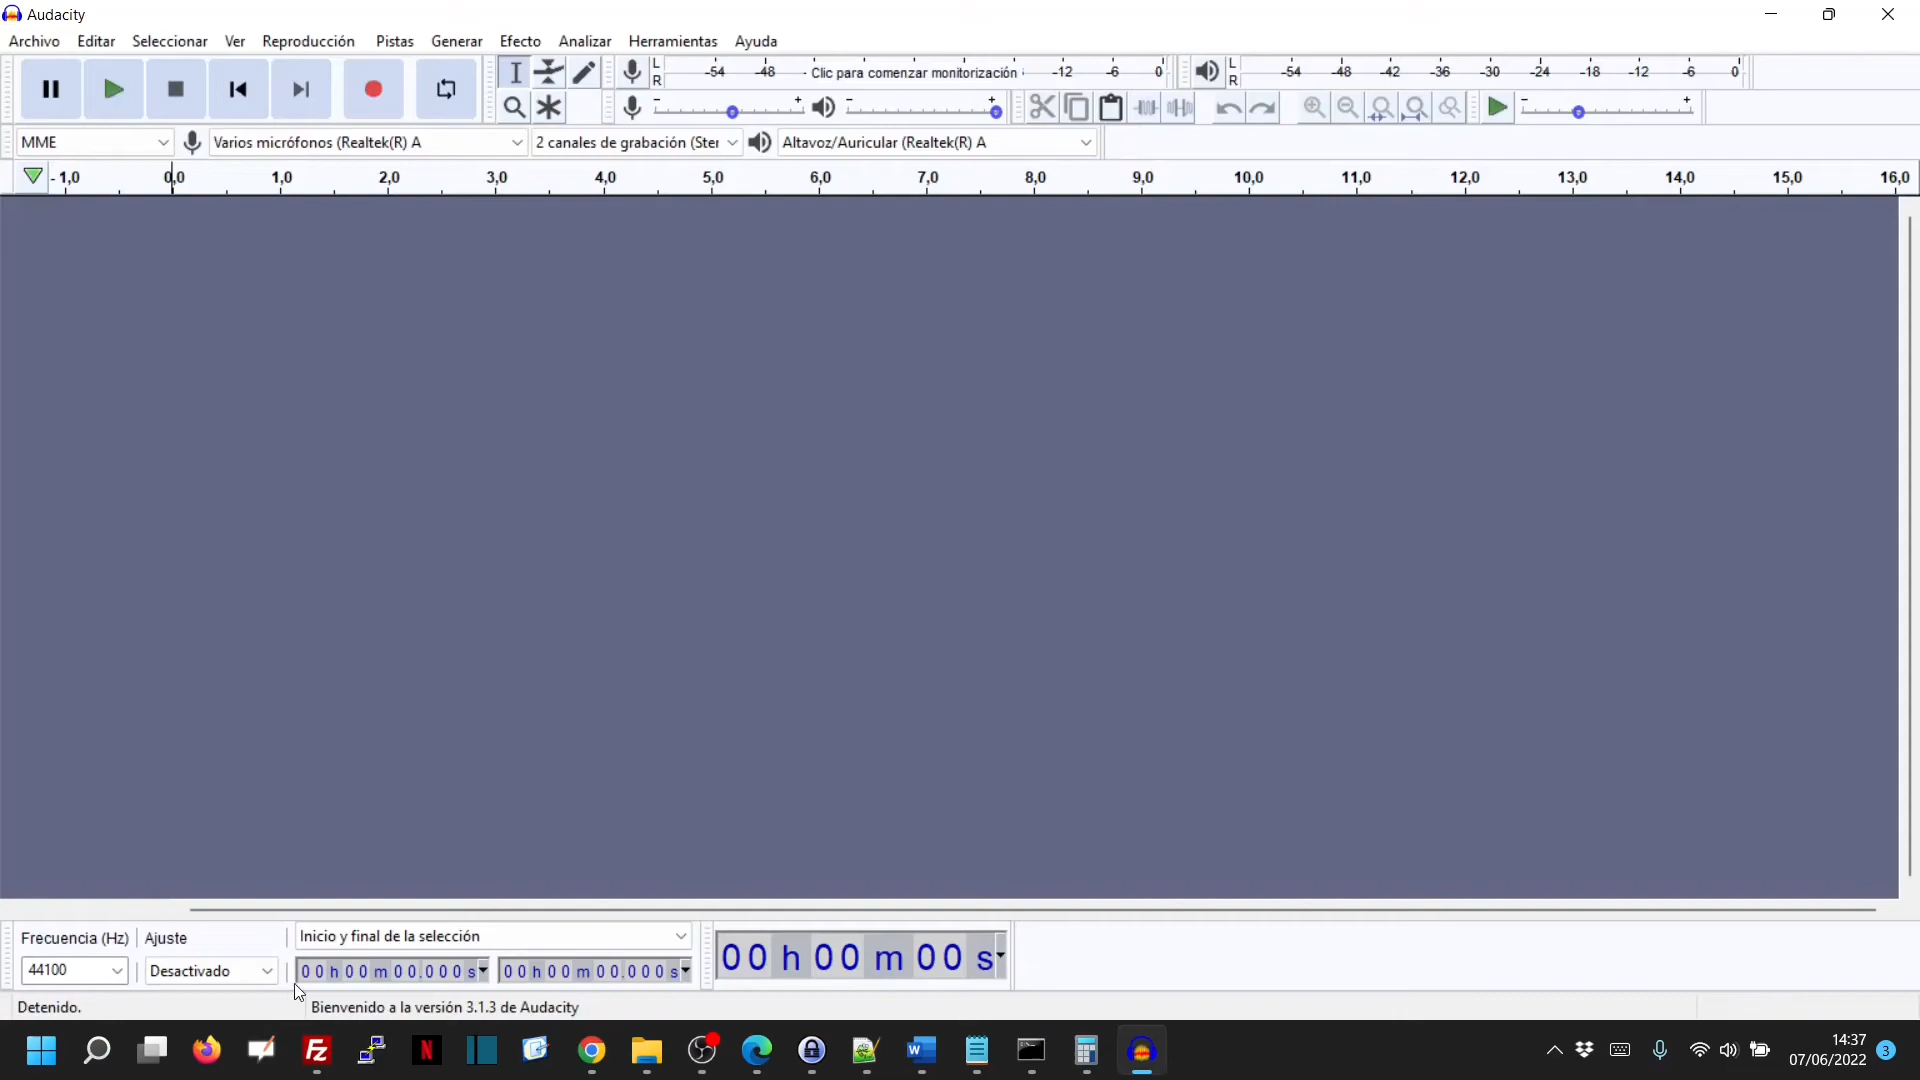 Audacity
Archivo Editar Seleccionar Ver Reproducción Pistas Generar Efecto Analizar Herramientas Ayuda
L R -54 -48 - Clic para comenzar monitorización -12 -6 0 L R -54 -48 -42 -36 -30 -24 -18 -12 -6 0
MME Varios micrófonos (Realtek(R) A 2 canales de grabación (Ster Altavoz/Auricular (Realtek(R) A
- 1,0 0,0 1,0 2,0 3,0 4,0 5,0 6,0 7,0 8,0 9,0 10,0 11,0 12,0 13,0 14,0 15,0 16,0
Frecuencia (Hz) Ajuste Inicio y final de la selección
44100 Desactivado 00 h 00 m 00.000 s 00 h 00 m 00.000 s 00 h 00 m 00 s
Detenido. Bienvenido a la versión 3.1.3 de Audacity
14:37
07/06/2022 3